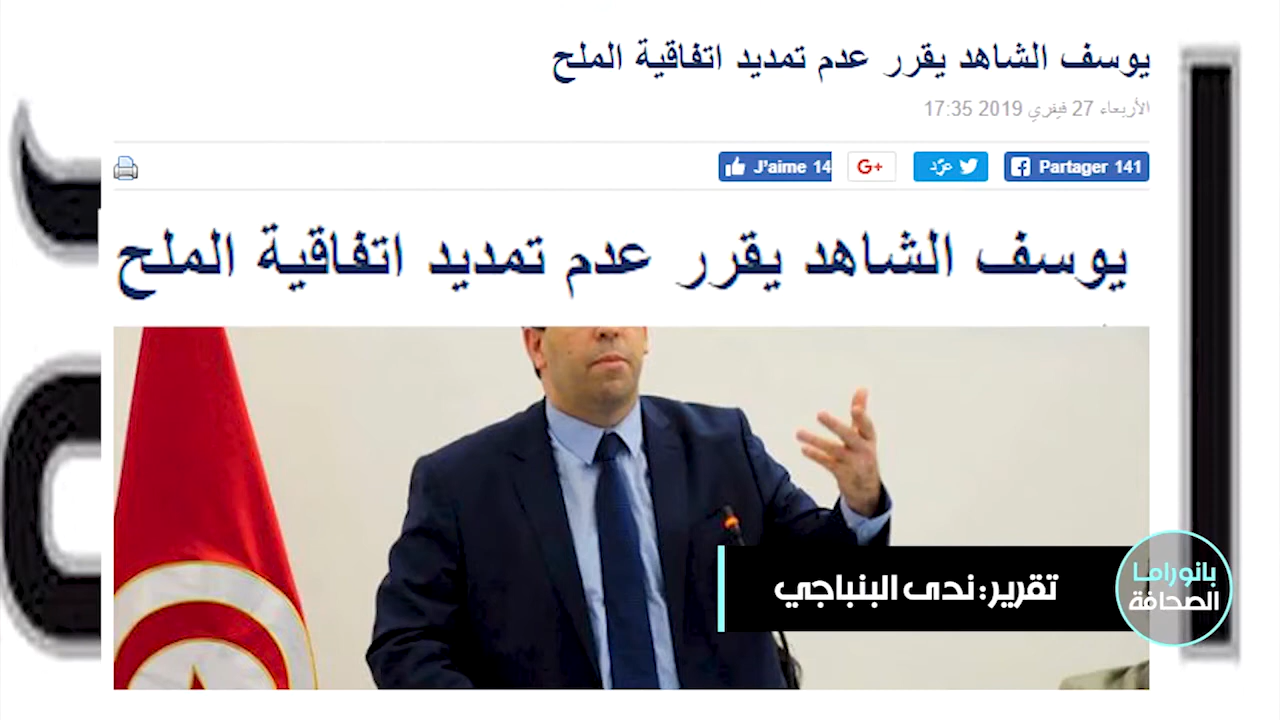 يوسف الشاهد يقرر عدم تمديد اتفاقية الملح
الأربعاء 27 فيفري 2019 17:35
Partager 141
غرّد
G+
J'aime 14
يوسف الشاهد يقرر عدم تمديد اتفاقية الملح
تقرير: ندى البنباجي
بانوراما
الصحافة